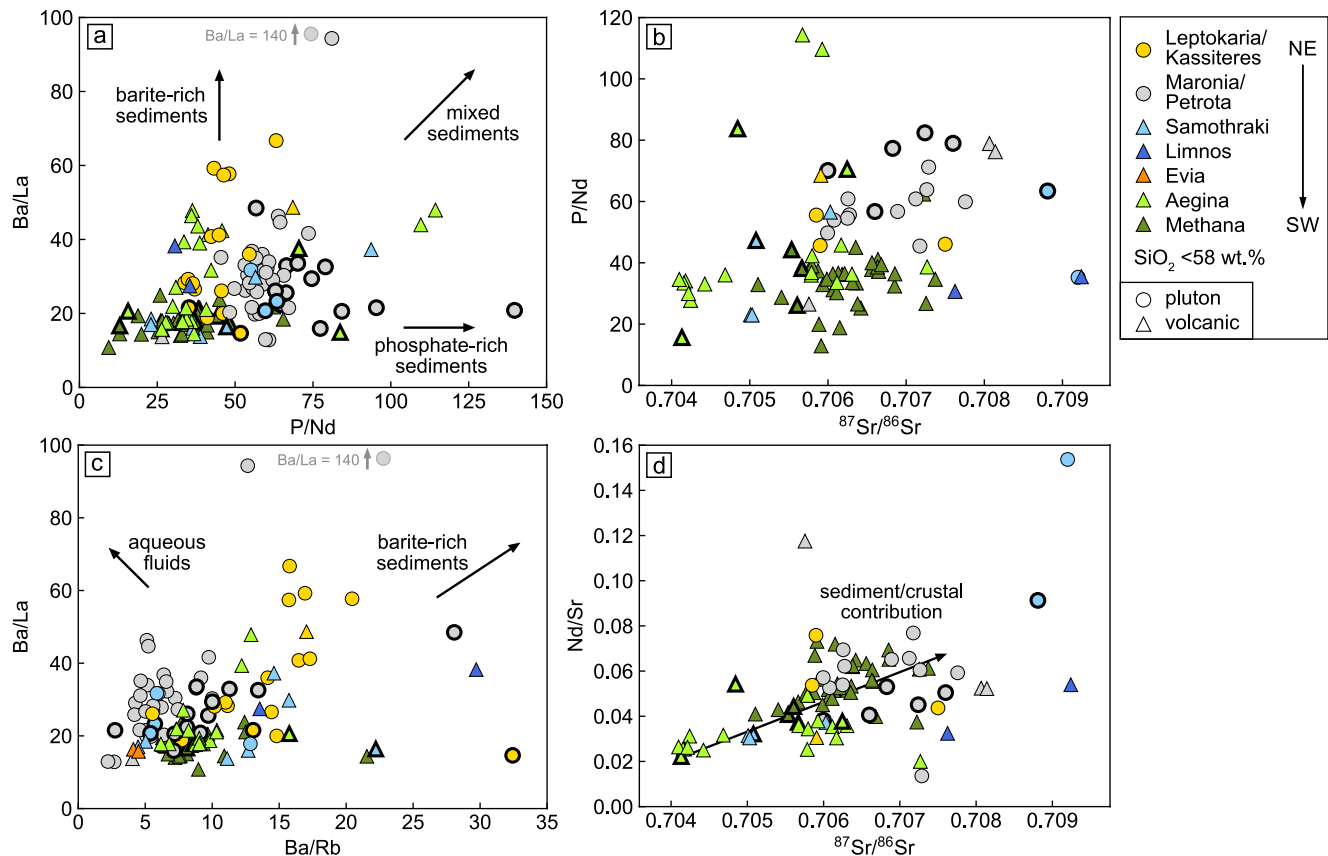 a
Ba/La = 140
barite-rich
sediments
mixed
sediments
phosphate-rich
sediments
100
80
60
40
20
0
Ba/La
0 25 50 75 100 125 150
P/Nd
b
120
100
80
60
40
20
0
P/Nd
0.704 0.705 0.706 0.707 0.708 0.709
87Sr/86Sr
Leptokaria/
Kassiteres
NE
Maronia/
Petrota
Samothraki
Limnos
Evia
Aegina
Methana
SW
SiO2 <58 wt.%
pluton
volcanic
c
Ba/La = 140
aqueous
fluids
barite-rich
sediments
100
80
60
40
20
0
Ba/La
0 5 10 15 20 25 30 35
Ba/Rb
d
sediment/crustal
contribution
0.16
0.14
0.12
0.10
0.08
0.06
0.04
0.02
0.00
Nd/Sr
0.704 0.705 0.706 0.707 0.708 0.709
87Sr/86Sr